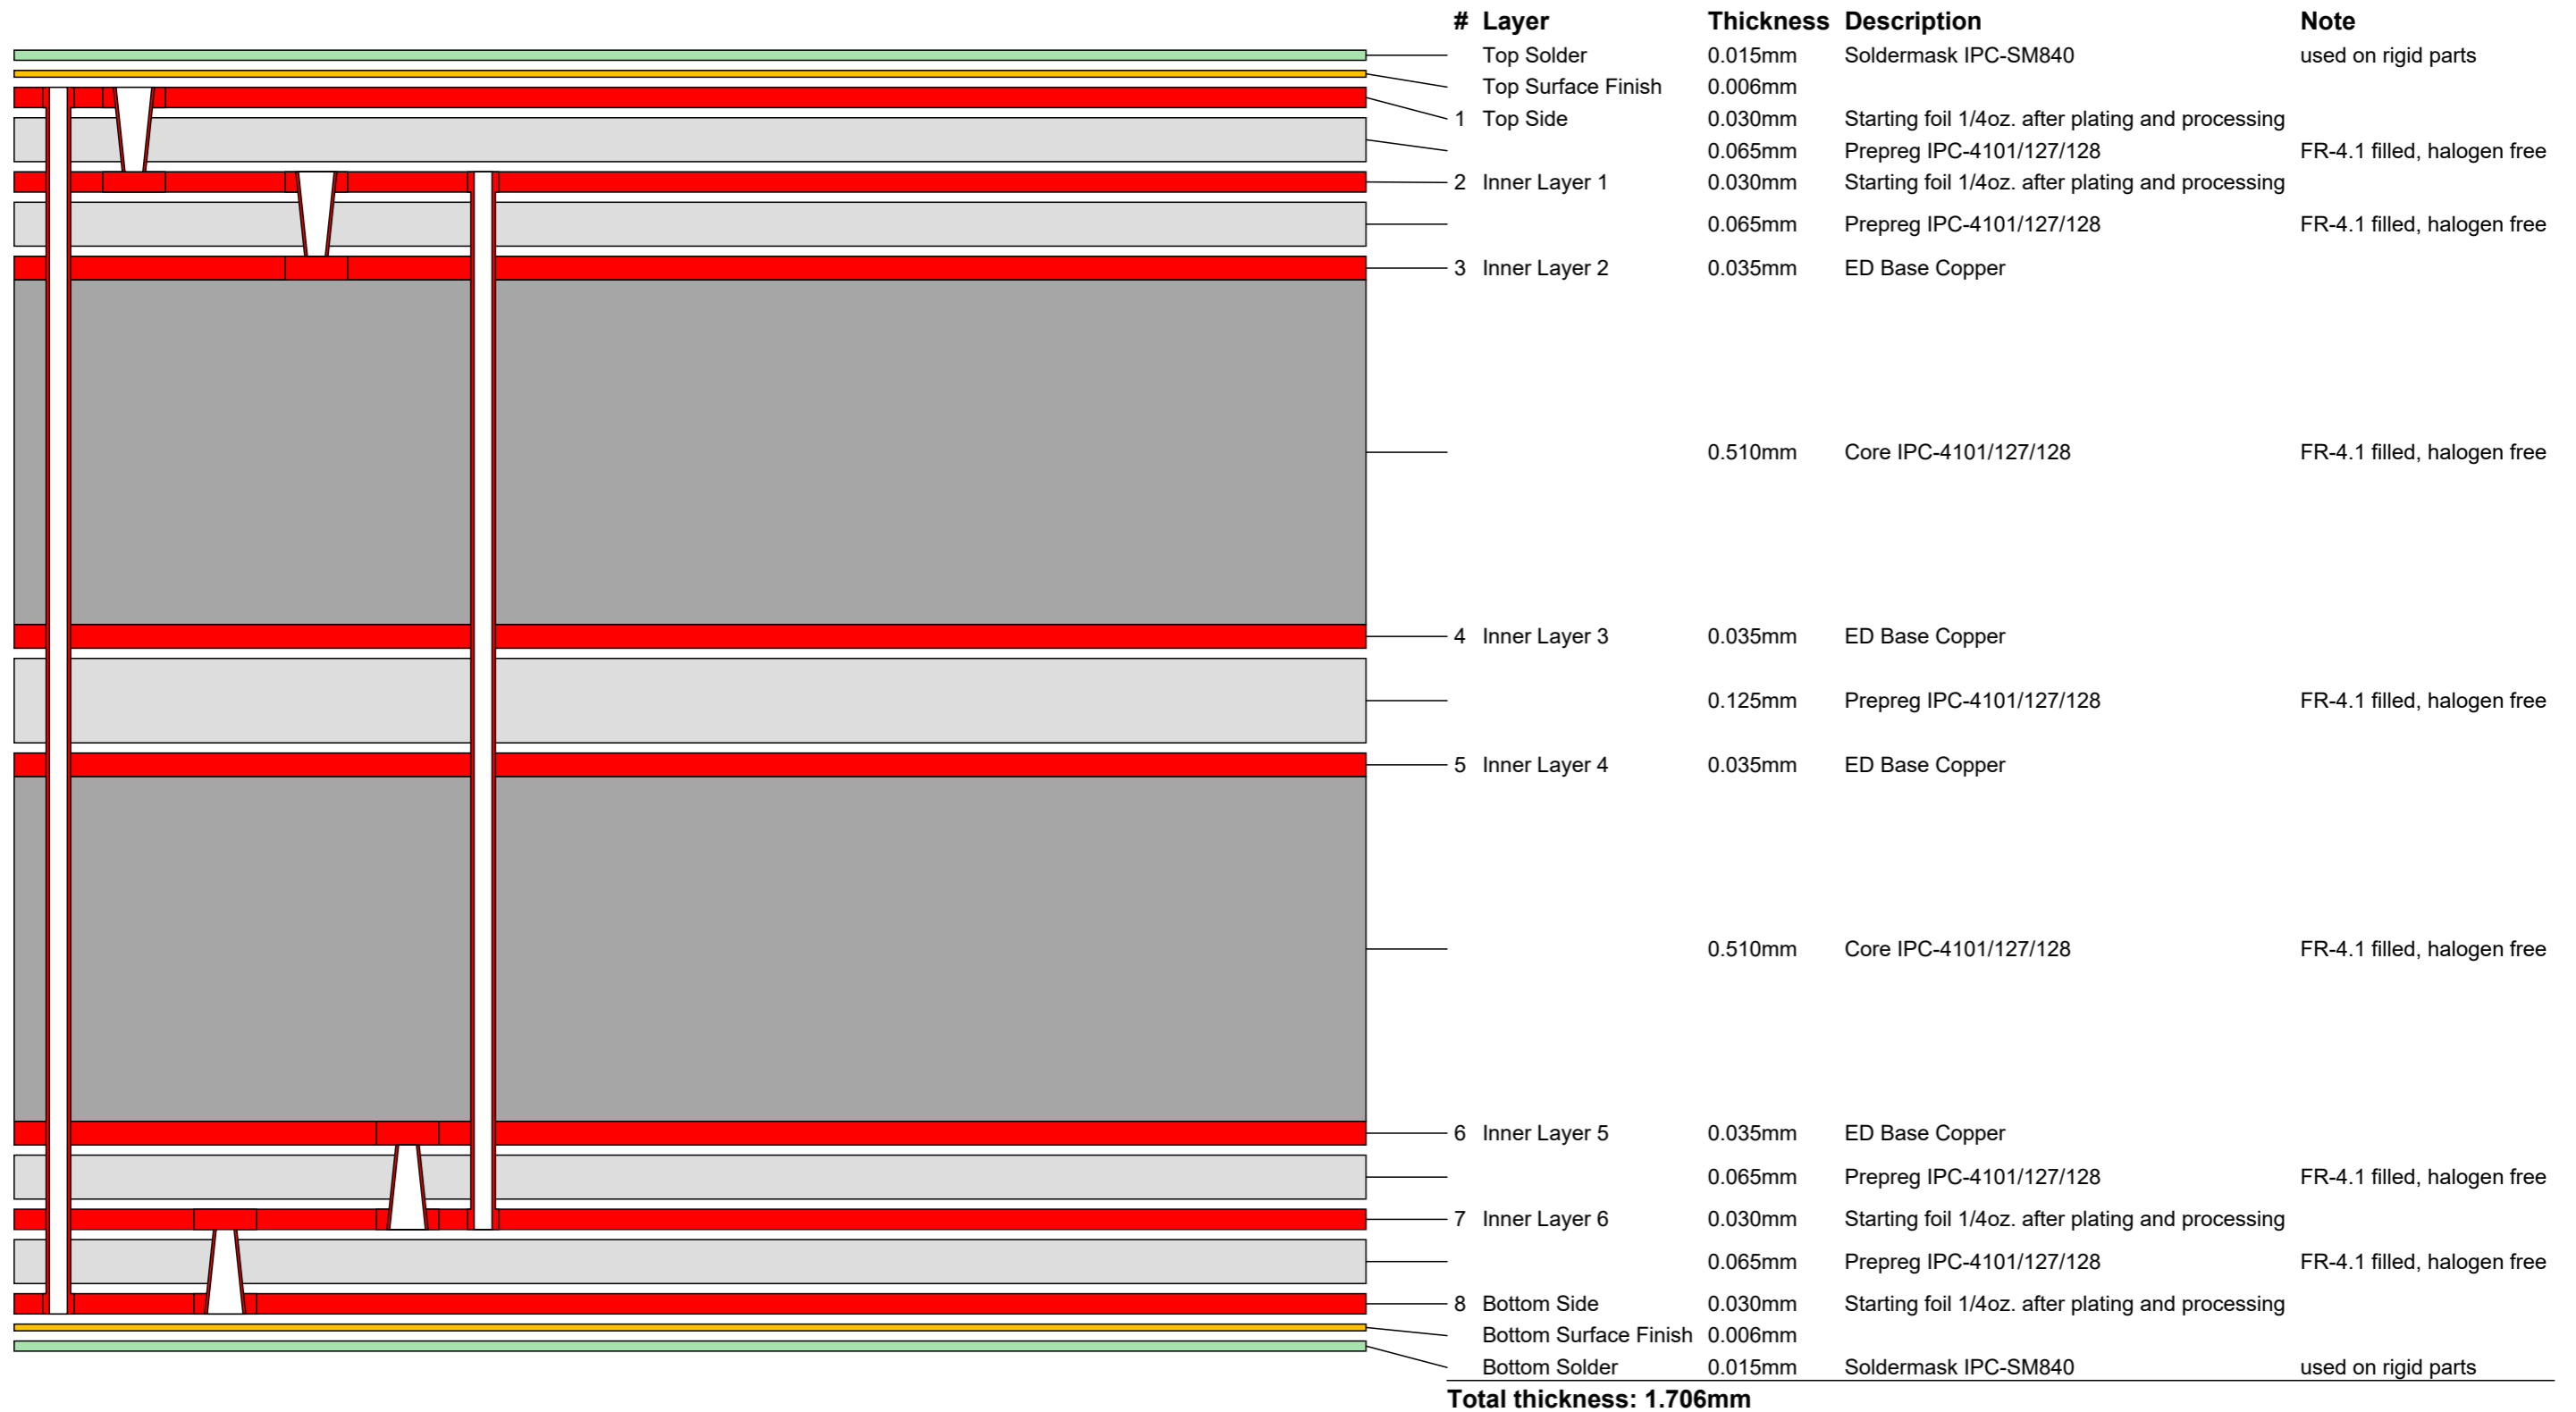 # Layer Thickness Description Note
Top Solder 0.015mm Soldermask IPC-SM840 used on rigid parts
Top Surface Finish 0.006mm
1 Top Side 0.030mm Starting foil 1/4oz. after plating and processing
0.065mm Prepreg IPC-4101/127/128 FR-4.1 filled, halogen free
2 Inner Layer 1 0.030mm Starting foil 1/4oz. after plating and processing
0.065mm Prepreg IPC-4101/127/128 FR-4.1 filled, halogen free
3 Inner Layer 2 0.035mm ED Base Copper
0.510mm Core IPC-4101/127/128 FR-4.1 filled, halogen free
4 Inner Layer 3 0.035mm ED Base Copper
0.125mm Prepreg IPC-4101/127/128 FR-4.1 filled, halogen free
5 Inner Layer 4 0.035mm ED Base Copper
0.510mm Core IPC-4101/127/128 FR-4.1 filled, halogen free
6 Inner Layer 5 0.035mm ED Base Copper
0.065mm Prepreg IPC-4101/127/128 FR-4.1 filled, halogen free
7 Inner Layer 6 0.030mm Starting foil 1/4oz. after plating and processing
0.065mm Prepreg IPC-4101/127/128 FR-4.1 filled, halogen free
8 Bottom Side 0.030mm Starting foil 1/4oz. after plating and processing
Bottom Surface Finish 0.006mm
Bottom Solder 0.015mm Soldermask IPC-SM840 used on rigid parts
Total thickness: 1.706mm